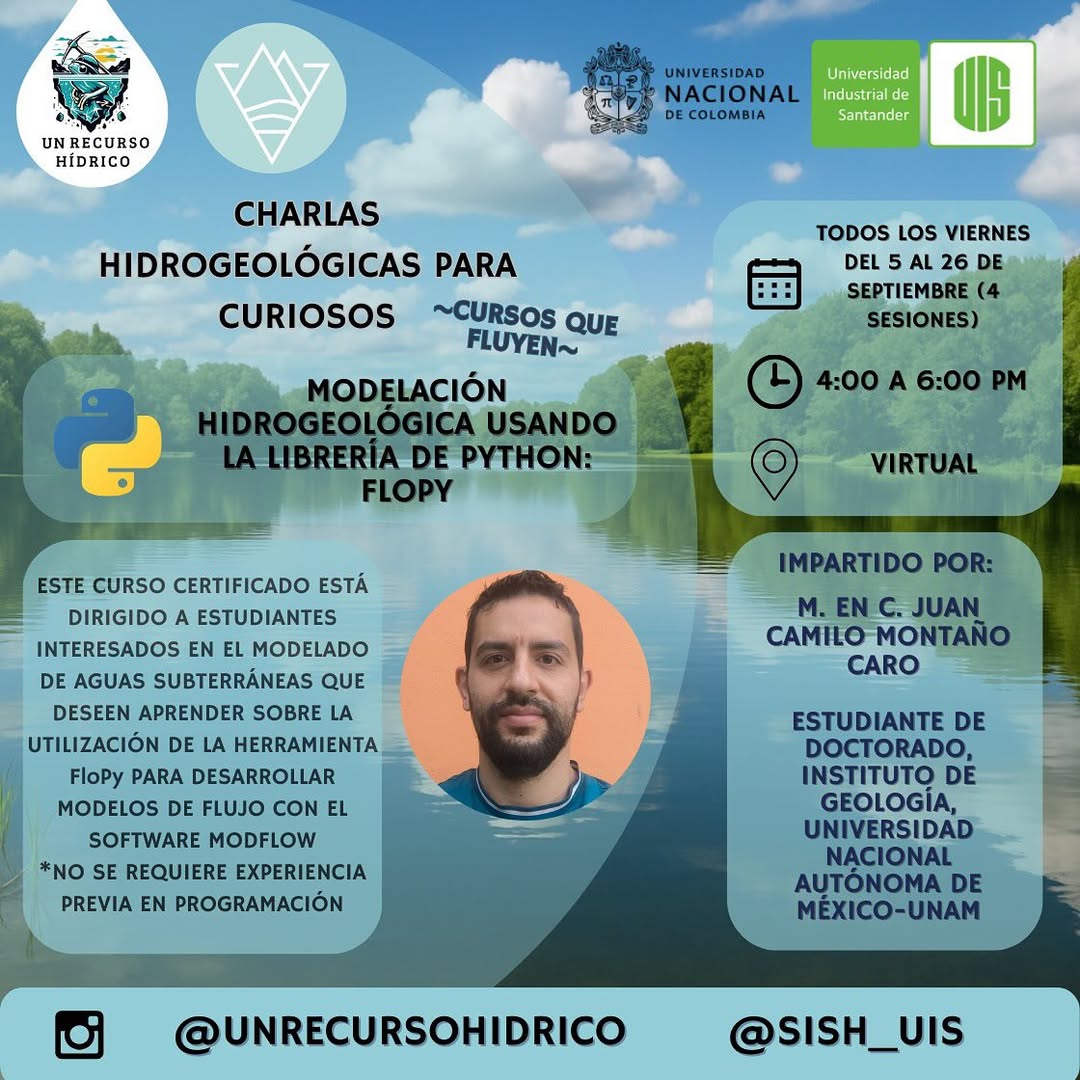 UN RECURSO
HÍDRICO
UNIVERSIDAD
NACIONAL
DE COLOMBIA
Universidad
Industrial de
Santander
UIS
CHARLAS
HIDROGEOLÓGICAS PARA
CURIOSOS
~CURSOS QUE
FLUYEN~
MODELACIÓN
HIDROGEOLÓGICA USANDO
LA LIBRERÍA DE PYTHON:
FLOPY
TODOS LOS VIERNES
DEL 5 AL 26 DE
SEPTIEMBRE (4
SESIONES)
4:00 A 6:00 PM
VIRTUAL
ESTE CURSO CERTIFICADO ESTÁ
DIRIGIDO A ESTUDIANTES
INTERESADOS EN EL MODELADO
DE AGUAS SUBTERRÁNEAS QUE
DESEEN APRENDER SOBRE LA
UTILIZACIÓN DE LA HERRAMIENTA
FloPy PARA DESARROLLAR
MODELOS DE FLUJO CON EL
SOFTWARE MODFLOW
*NO SE REQUIERE EXPERIENCIA
PREVIA EN PROGRAMACIÓN
IMPARTIDO POR:
M. EN C. JUAN
CAMILO MONTAÑO
CARO
ESTUDIANTE DE
DOCTORADO,
INSTITUTO DE
GEOLOGÍA,
UNIVERSIDAD
NACIONAL
AUTÓNOMA DE
MÉXICO-UNAM
@UNRECURSOHIDRICO
@SISH_UIS